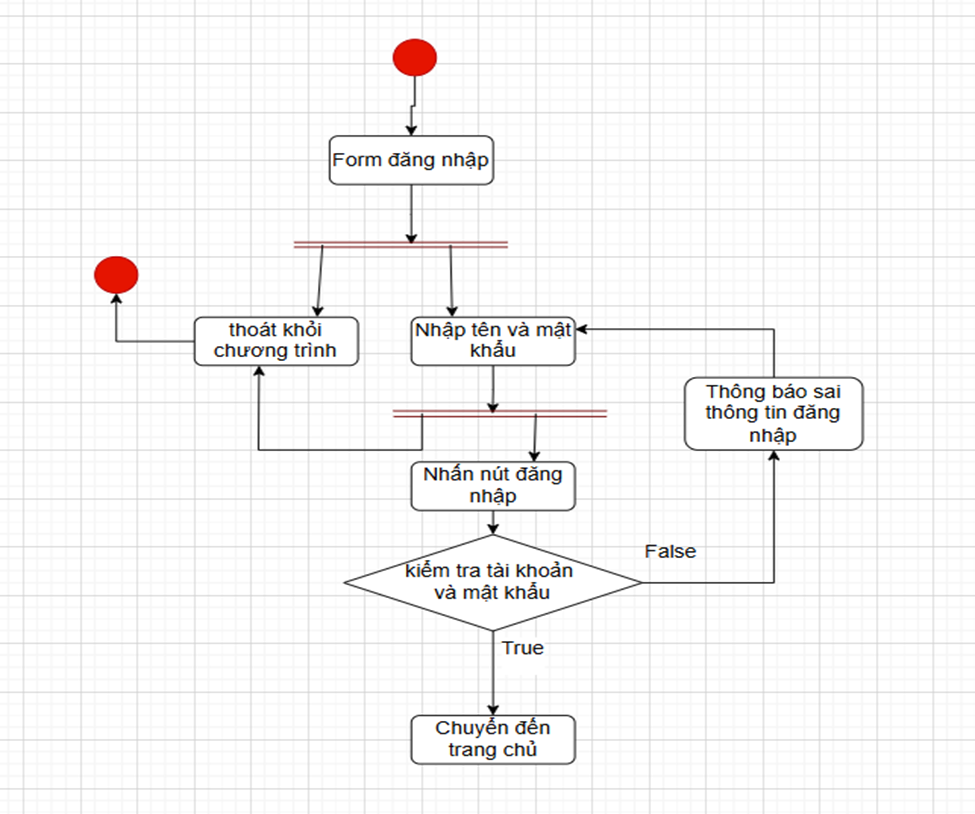 Form đăng nhập
thoát khỏi
chương trình
Nhập tên và mật
khẩu
Thông báo sai
thông tin đăng
nhập
Nhấn nút đăng
nhập
False
kiểm tra tài khoản
và mật khẩu
True
Chuyển đến
trang chủ